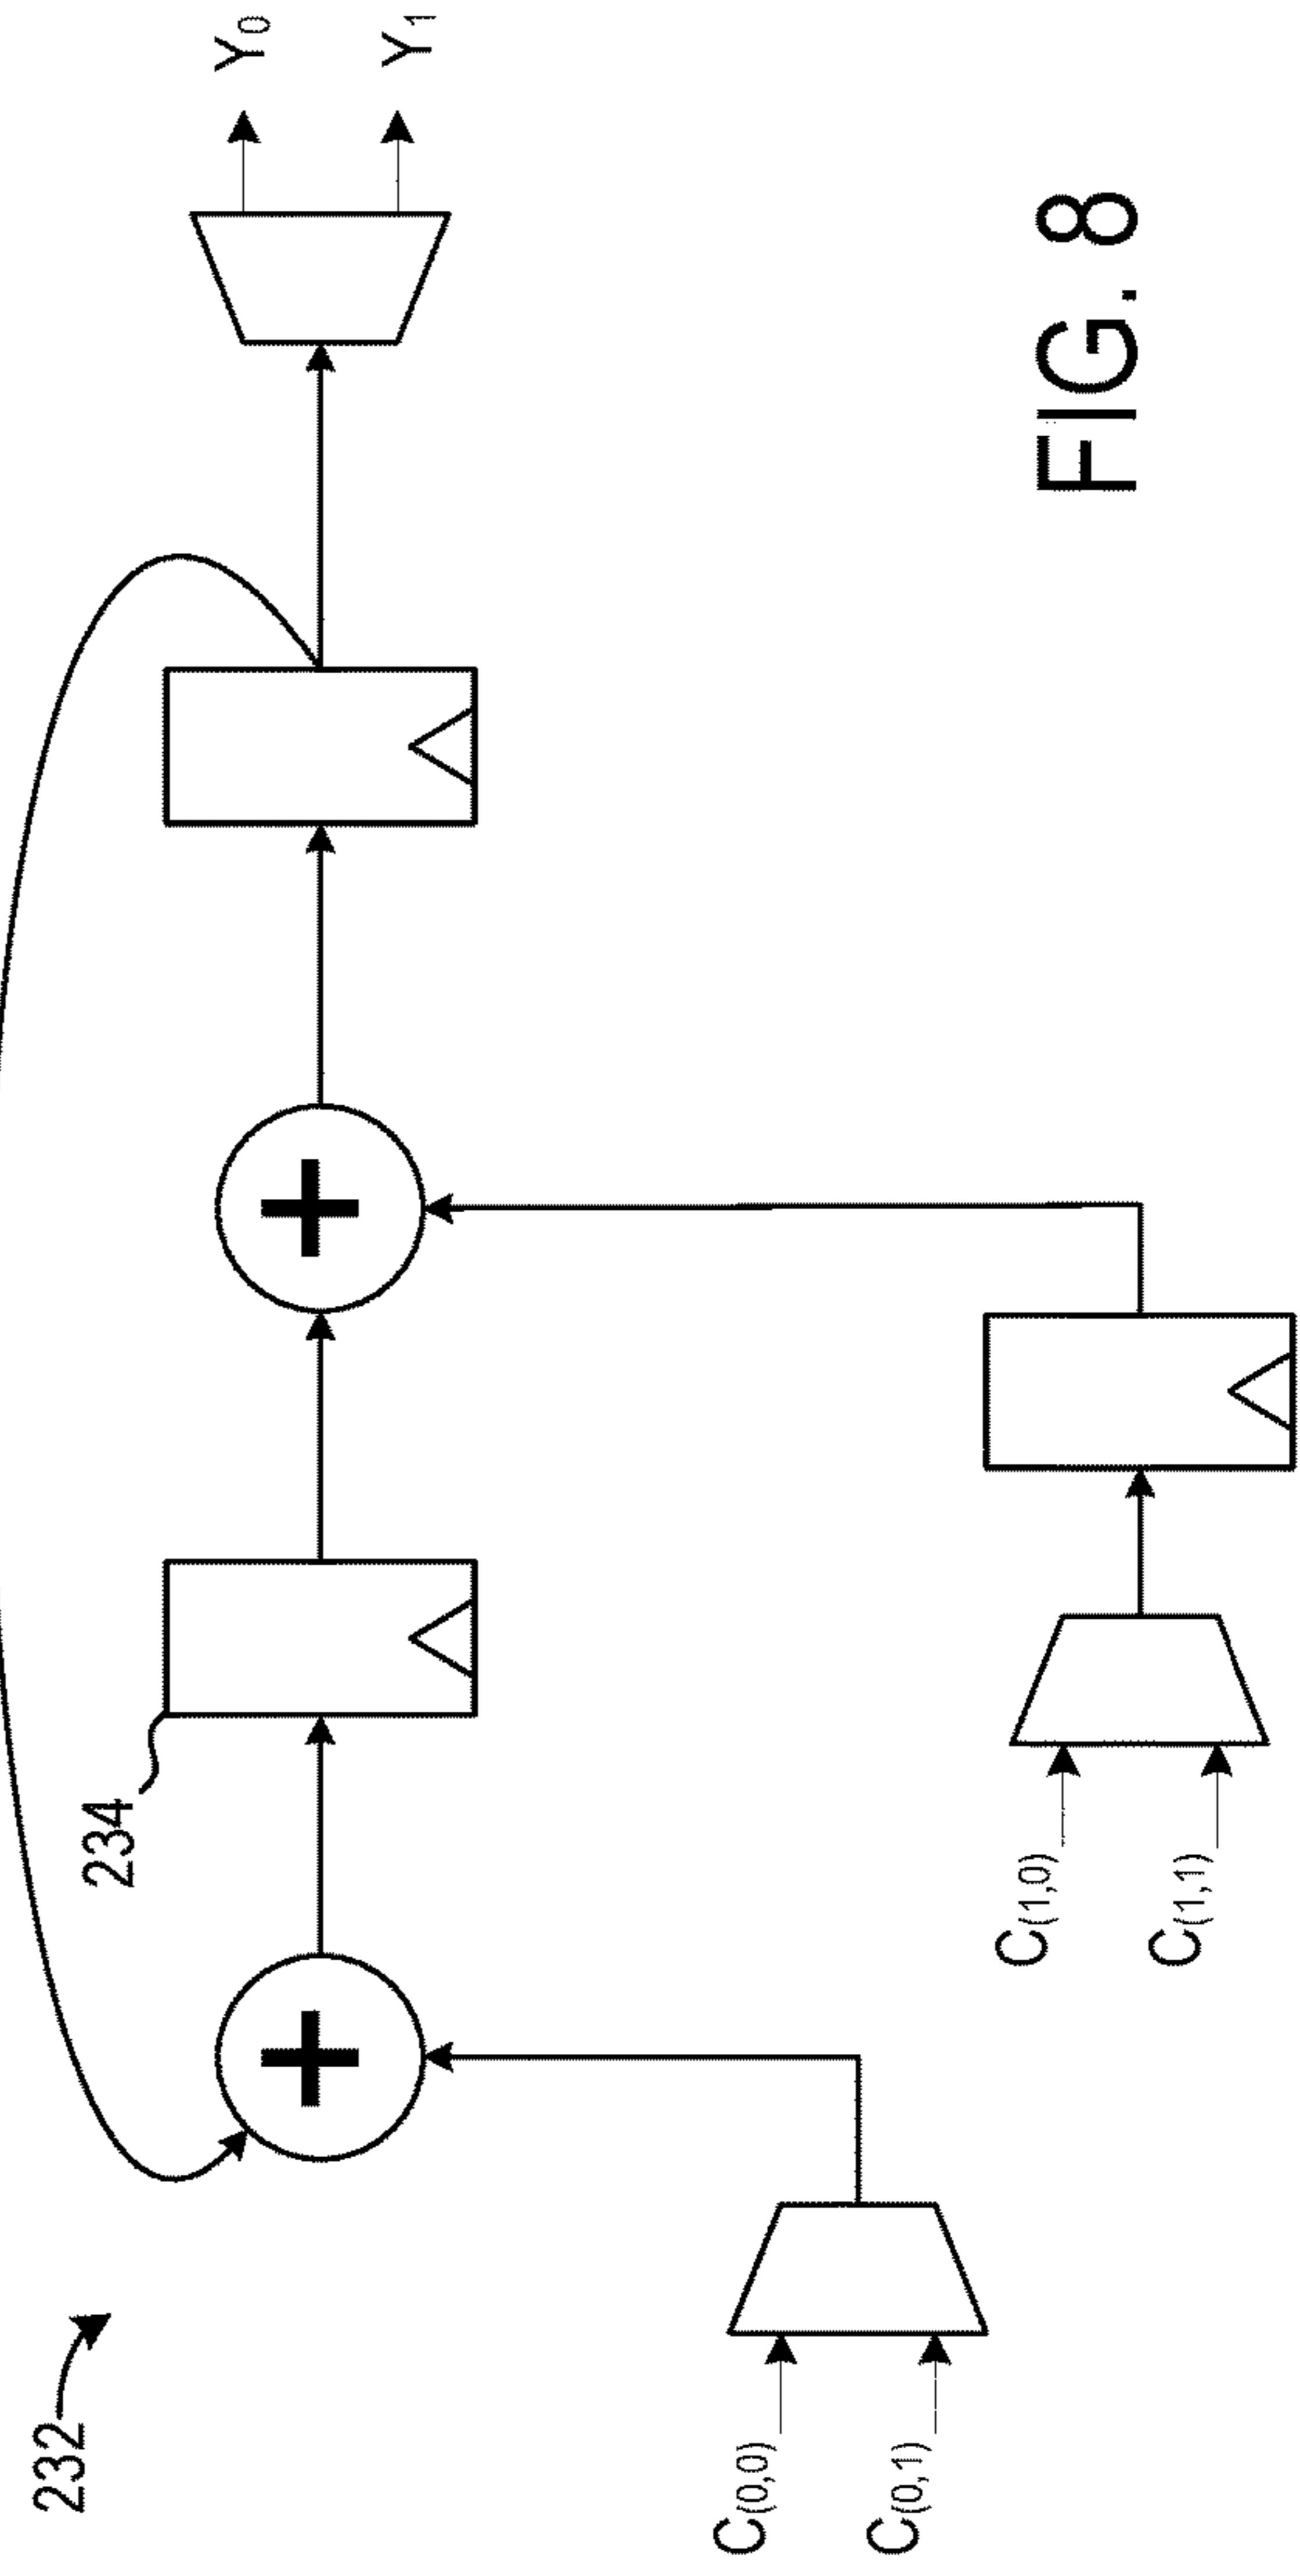 232
234
C(0,0)
C(0,1)
C(1,0)
C(1,1)
+
+
Y0
Y1
FIG. 8